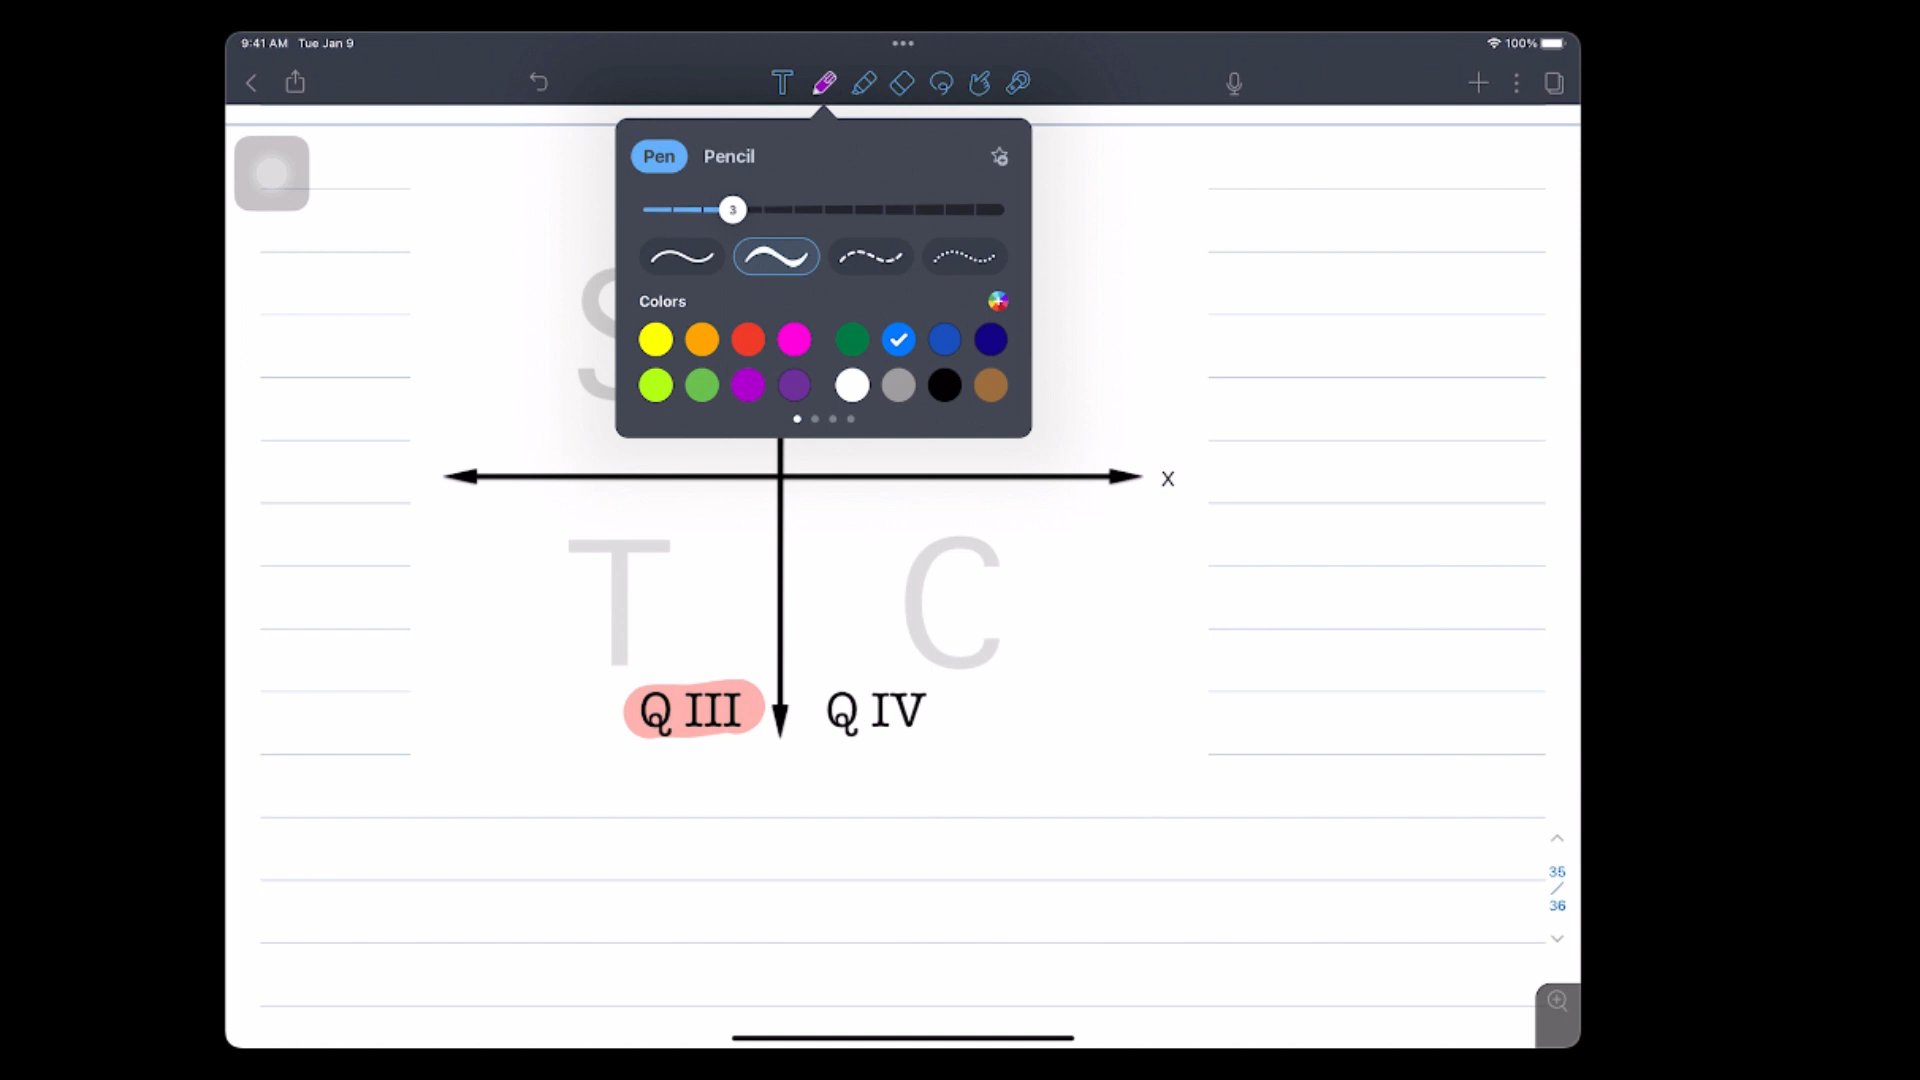 9:41 AM Tue Jan 9
100%
T
Pen Pencil
3
Colors
S
X
T C
Q III Q IV
35
/
36